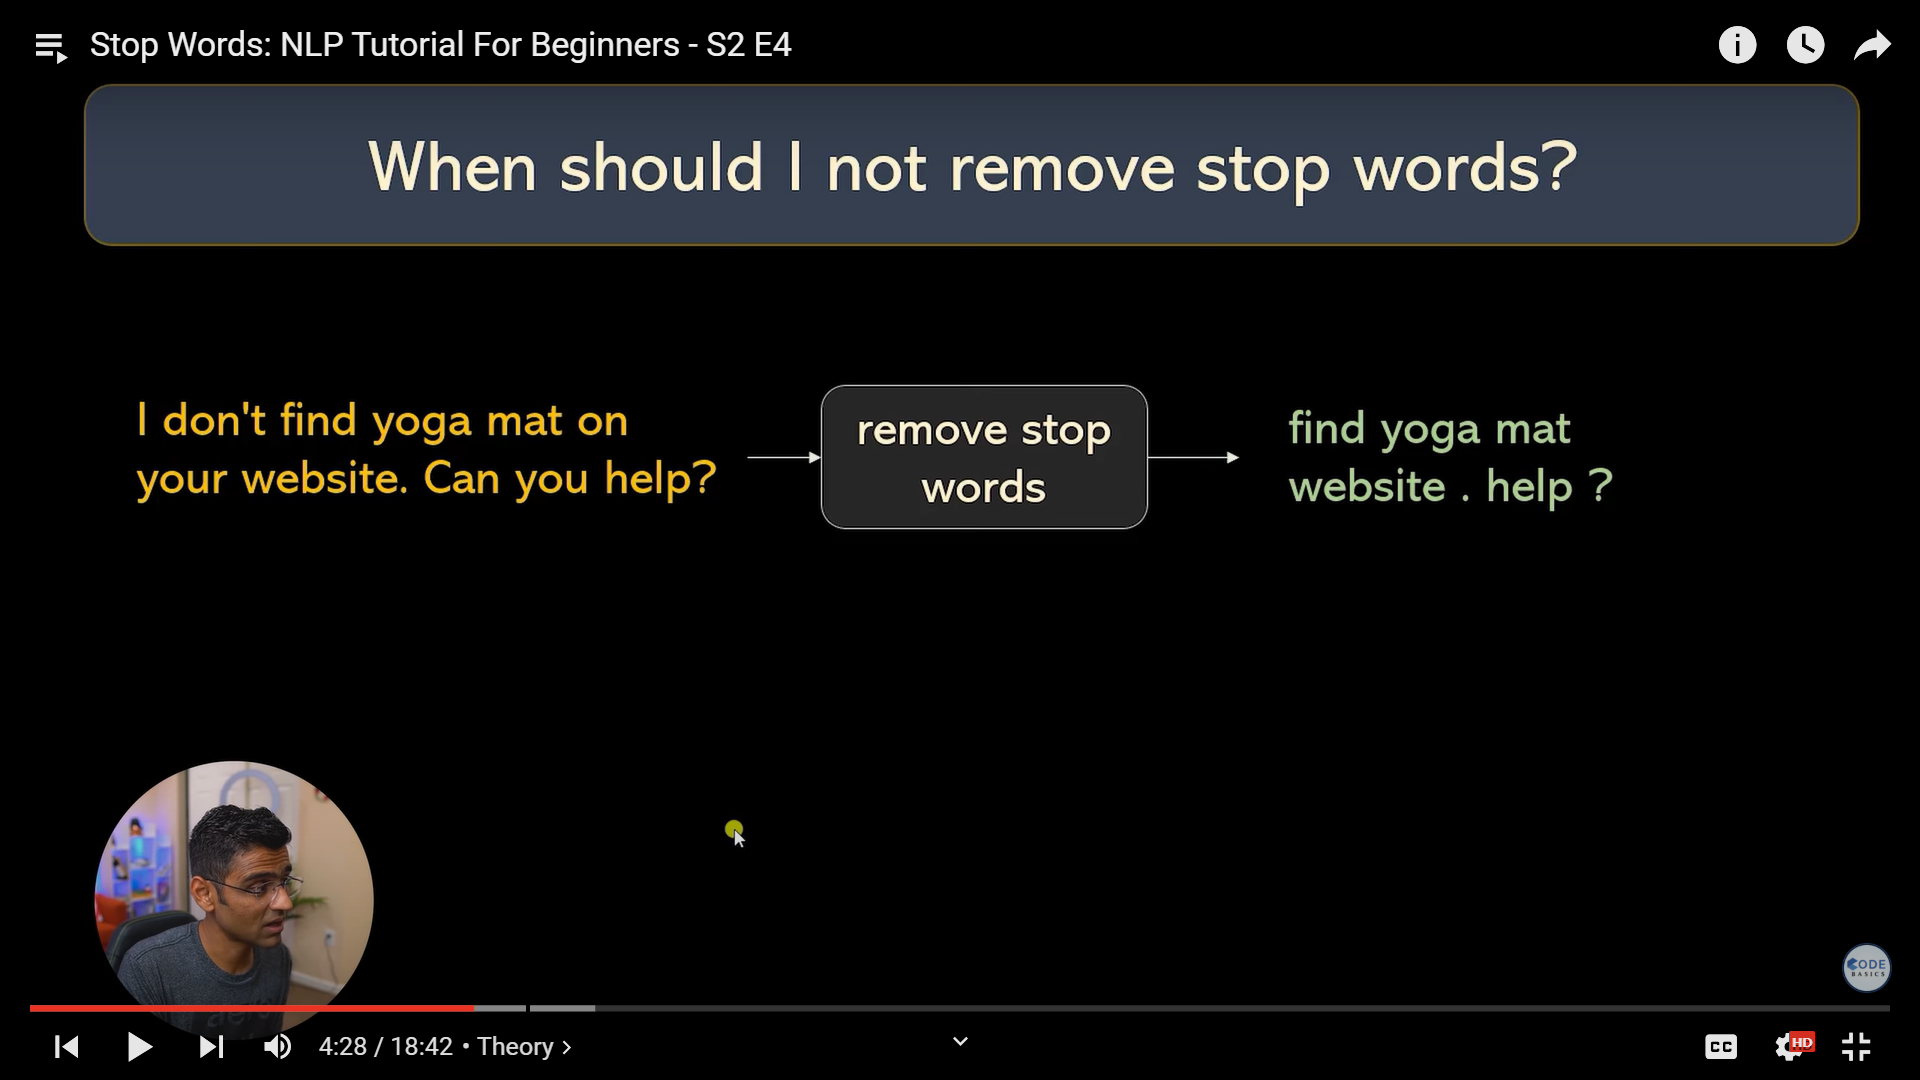 Stop Words: NLP Tutorial For Beginners - S2 E4
When should I not remove stop words?
I don't find yoga mat on
your website. Can you help?
remove stop
words
find yoga mat
website . help ?
CODE
BASICS
4:28 / 18:42 • Theory >
CC
HD